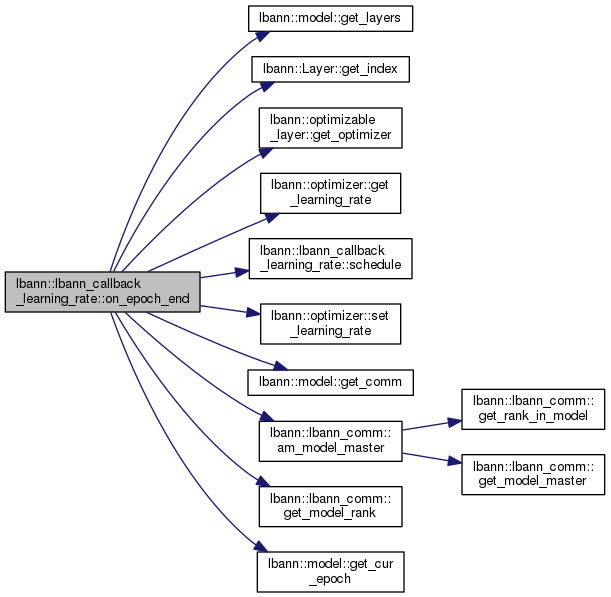 lbann::model::get_layers
lbann::Layer::get_index
lbann::optimizable
_layer::get_optimizer
lbann::optimizer::get
_learning_rate
lbann::lbann_callback
_learning_rate::schedule
lbann::lbann_callback
_learning_rate::on_epoch_end
lbann::optimizer::set
_learning_rate
lbann::model::get_comm
lbann::lbann_comm::
am_model_master
lbann::lbann_comm::
get_rank_in_model
lbann::lbann_comm::
get_model_master
lbann::lbann_comm::
get_model_rank
lbann::model::get_cur
_epoch